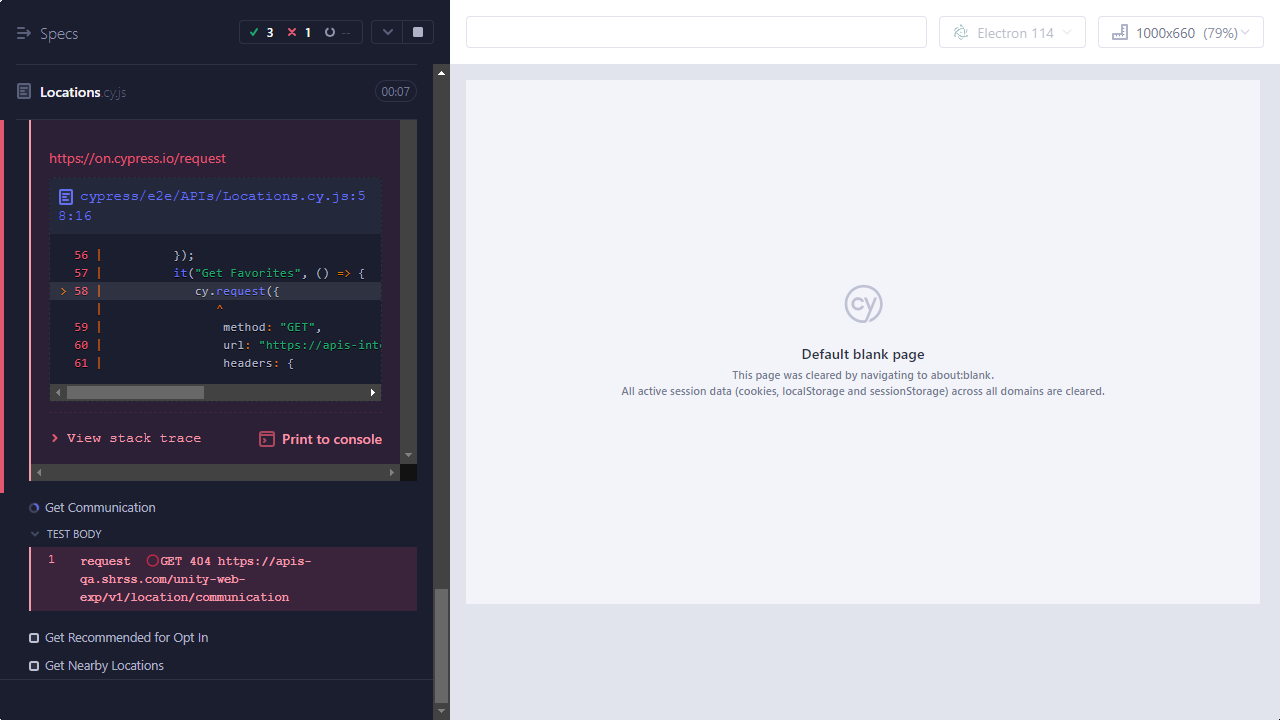 Specs
3
1
--
Electron 114
1000x660 (79%)
Locations.cy.js
00:07
https://on.cypress.io/request
cypress/e2e/APIs/Locations.cy.js:5
8:16
56 | });
57 | it("Get Favorites", () => {
> 58 | cy.request({
| ^
59 | method: "GET",
60 | url: "https://apis-inte
61 | headers: {
> View stack trace
Print to console
Get Communication
TEST BODY
1 request GET 404 https://apis-
qa.shrss.com/unity-web-
exp/v1/location/communication
Get Recommended for Opt In
Get Nearby Locations
cy
Default blank page
This page was cleared by navigating to about:blank.
All active session data (cookies, localStorage and sessionStorage) across all domains are cleared.